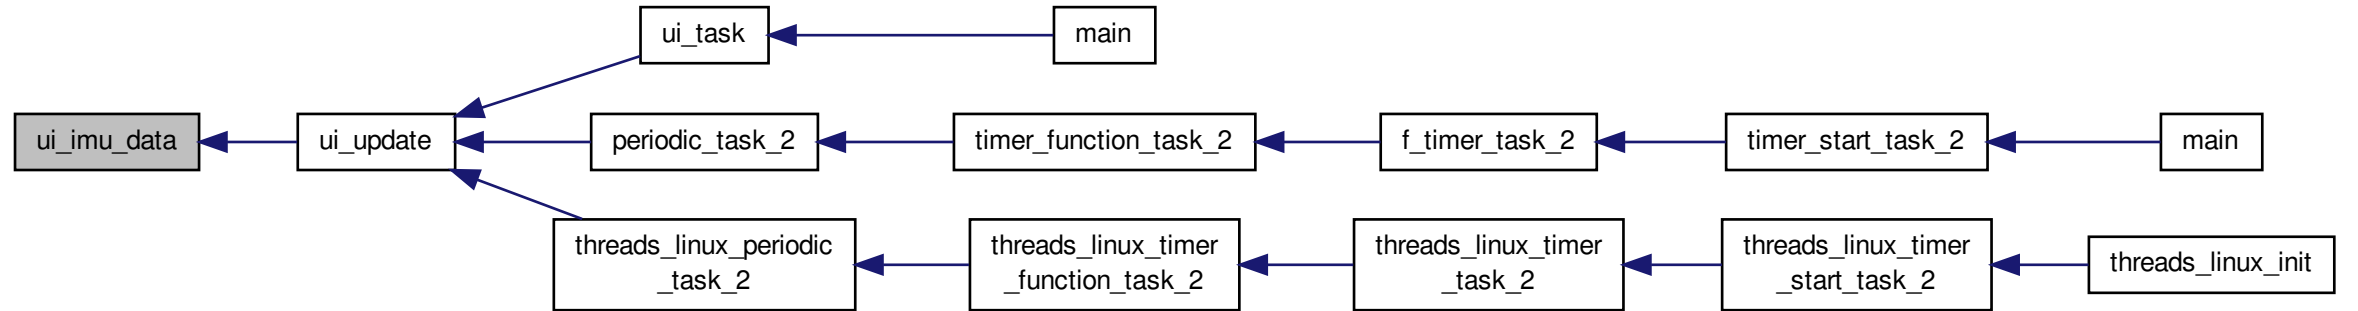 ui_task
main
ui_imu_data
ui_update
periodic_task_2
timer_function_task_2
f_timer_task_2
timer_start_task_2
main
threads_linux_periodic
_task_2
threads_linux_timer
_function_task_2
threads_linux_timer
_task_2
threads_linux_timer
_start_task_2
threads_linux_init